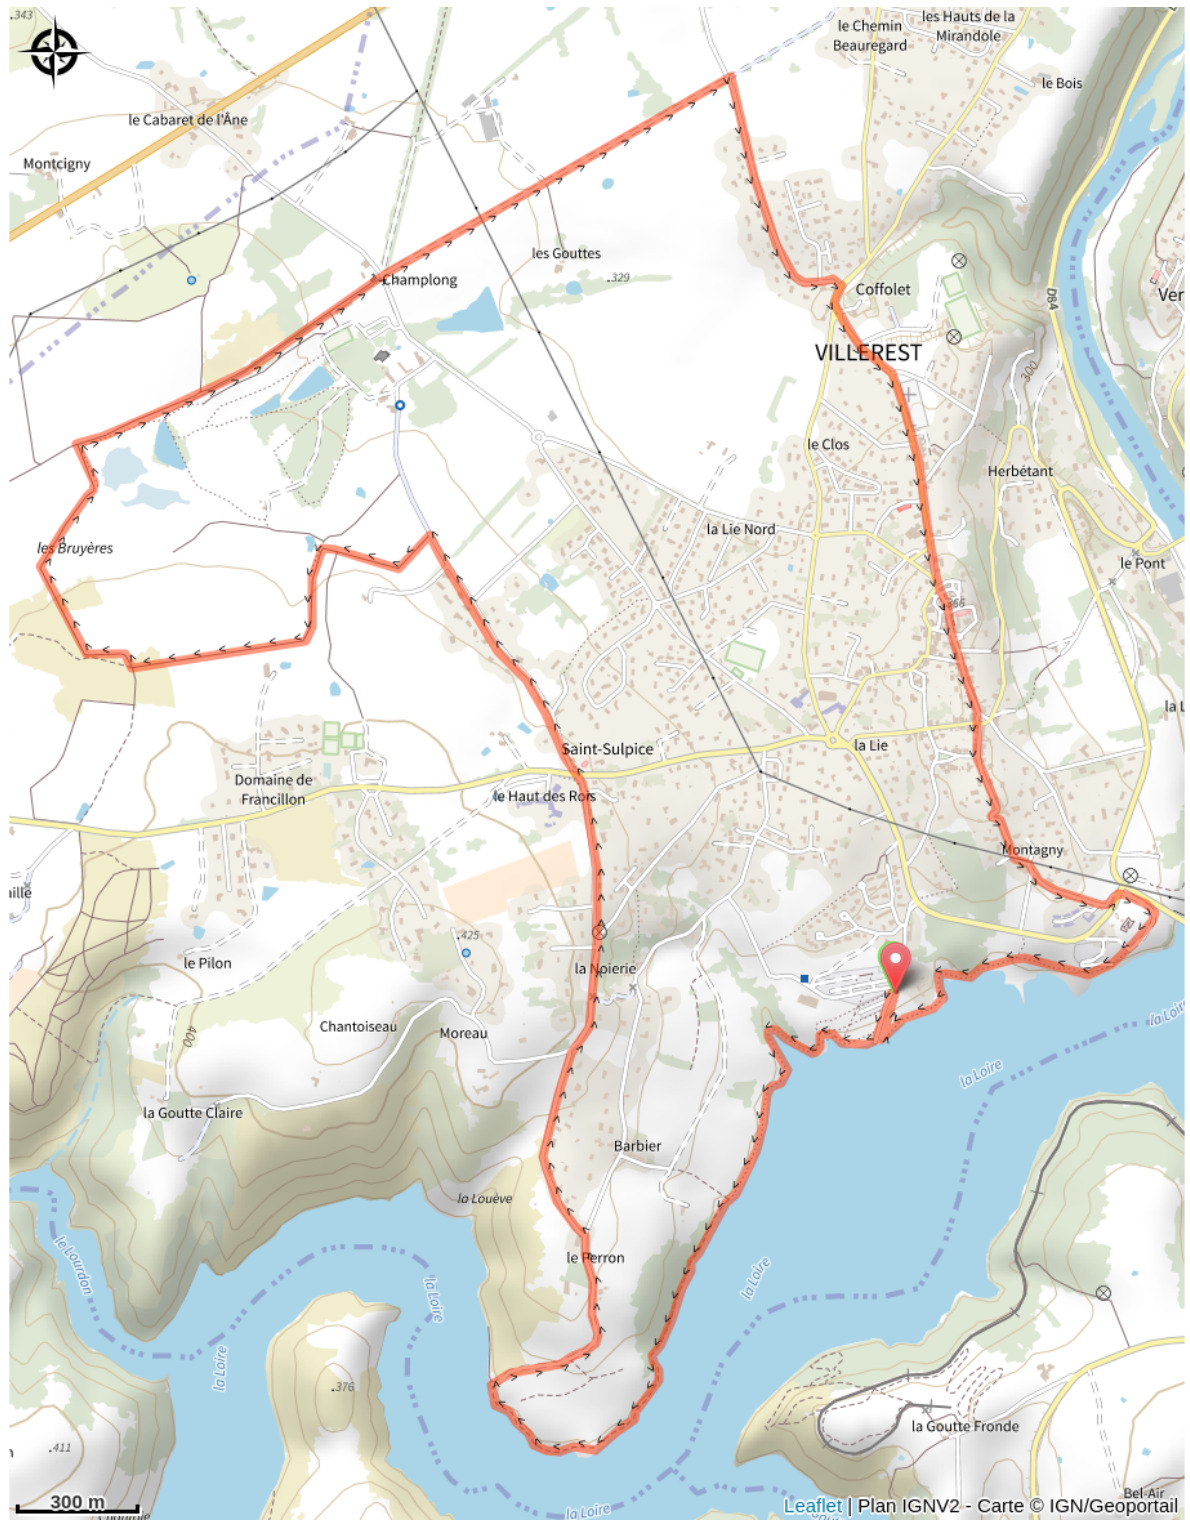 .343
le Chemin
Beauregard
les Hauts de la
Mirandole
le Bois
le Cabaret de l'Âne
Montcigny
les Gouttes
.329
Champlong
Coffolet
D84
Ver
VILLEREST
300
le Clos
Herbétant
la Lie Nord
les Bruyères
le Pont
366
la L
Saint-Sulpice
la Lie
Domaine de
Francillon
le Haut des Rois
Montagny
aille
.425
le Pilon
la Noierie
400
Chantoiseau
Moreau
la Loire
la Loire
la Goutte Claire
Barbier
la Louève
le Perron
le Lourdon
la Loire
la Loire
la Loire
.376
la Goutte Fronde
.411
Bel-Air
300 m
la Loire
Leaflet | Plan IGNV2 - Carte © IGN/Geoportail